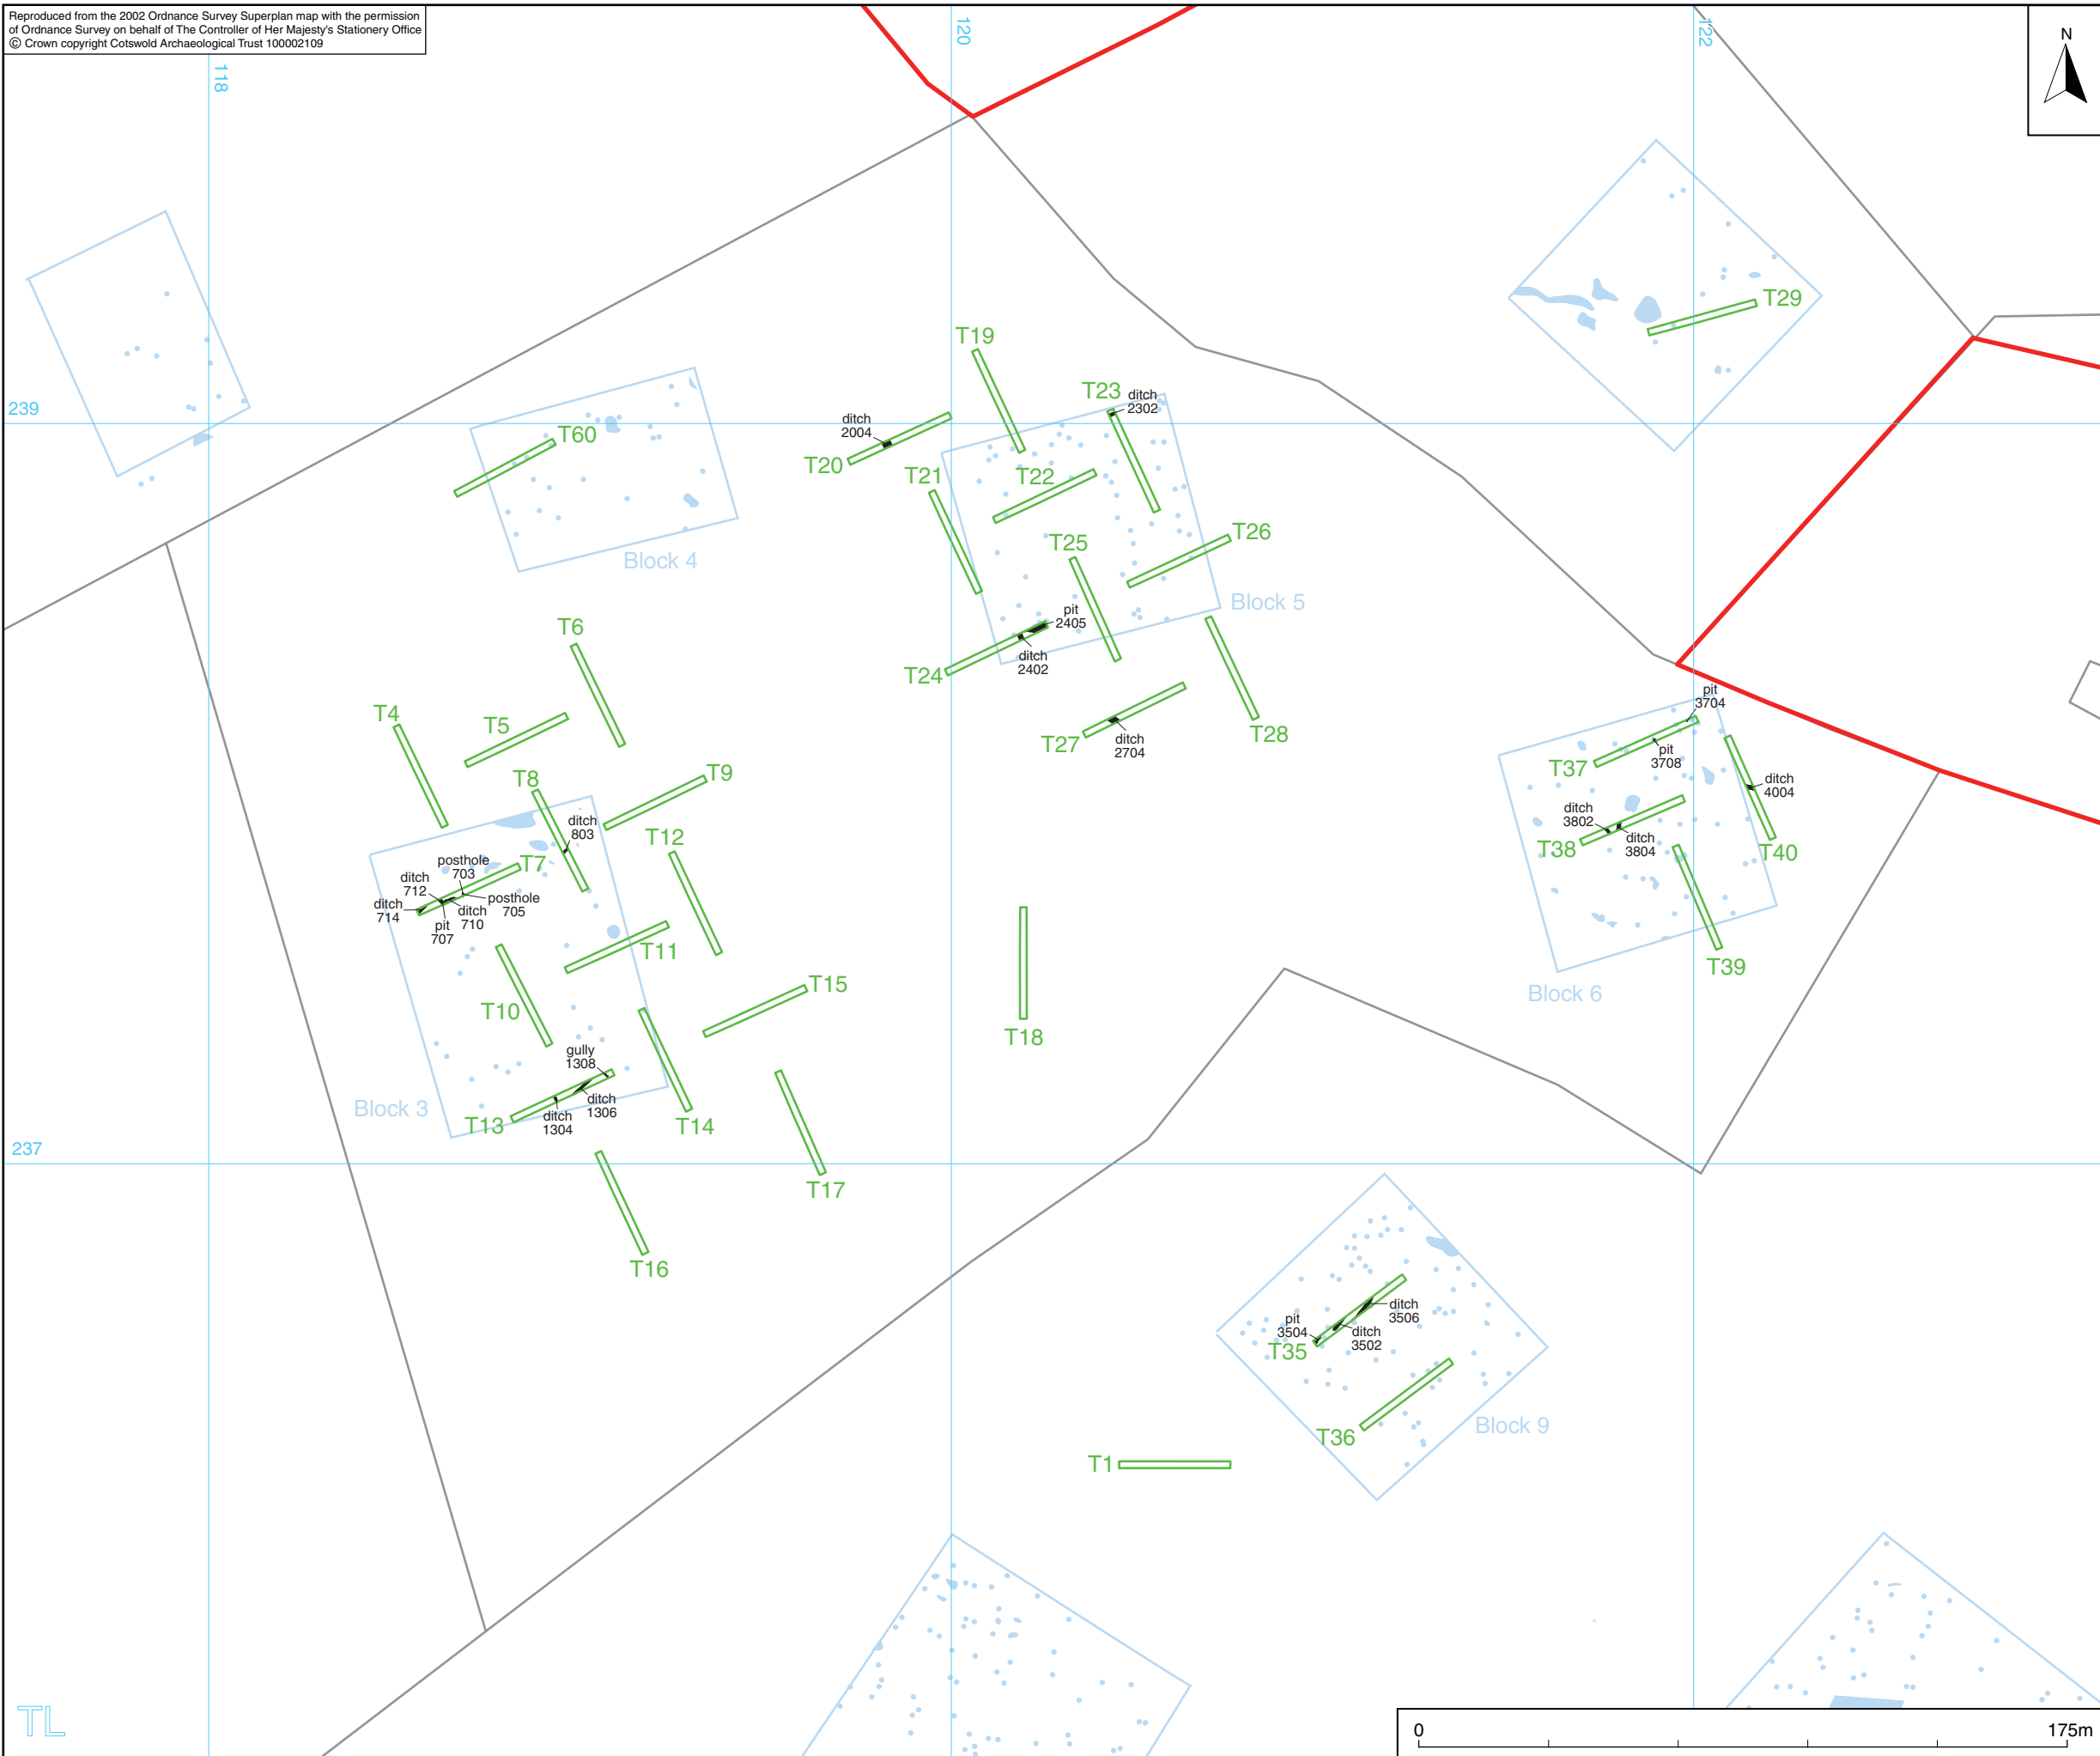 Reproduced from the 2002 Ordnance Survey Superplan map with the permission
of Ordnance Survey on behalf of The Controller of Her Majesty's Stationery Office
© Crown copyright Cotswold Archaeological Trust 100002109
118
120
122
N
T29
T19
T23
ditch
2302
239
ditch
2004
T60
T20
T21
T22
T26
T25
Block 4
Block 5
pit
2405
T6
ditch
2402
T24
pit
3704
T4
T5
T27
ditch
2704
T28
T37
pit
3708
T9
T8
ditch
4004
ditch
803
ditch
3802
T12
ditch
3804
T38
T40
posthole
703
T7
ditch
712
posthole
705
ditch
714
ditch
710
pit
707
T11
T39
T15
Block 6
T10
T18
gully
1308
Block 3
ditch
1306
T13
ditch
1304
T14
237
T17
T16
ditch
3506
pit
3504
ditch
3502
T35
Block 9
T36
T1
TL
0
175m